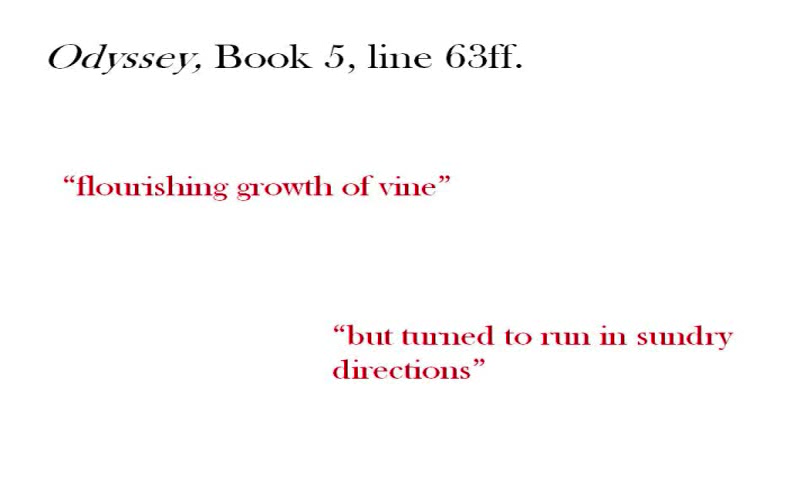 Odyssey, Book 5, line 63ff.
“flourishing growth of vine”
“but turned to run in sundry
directions”